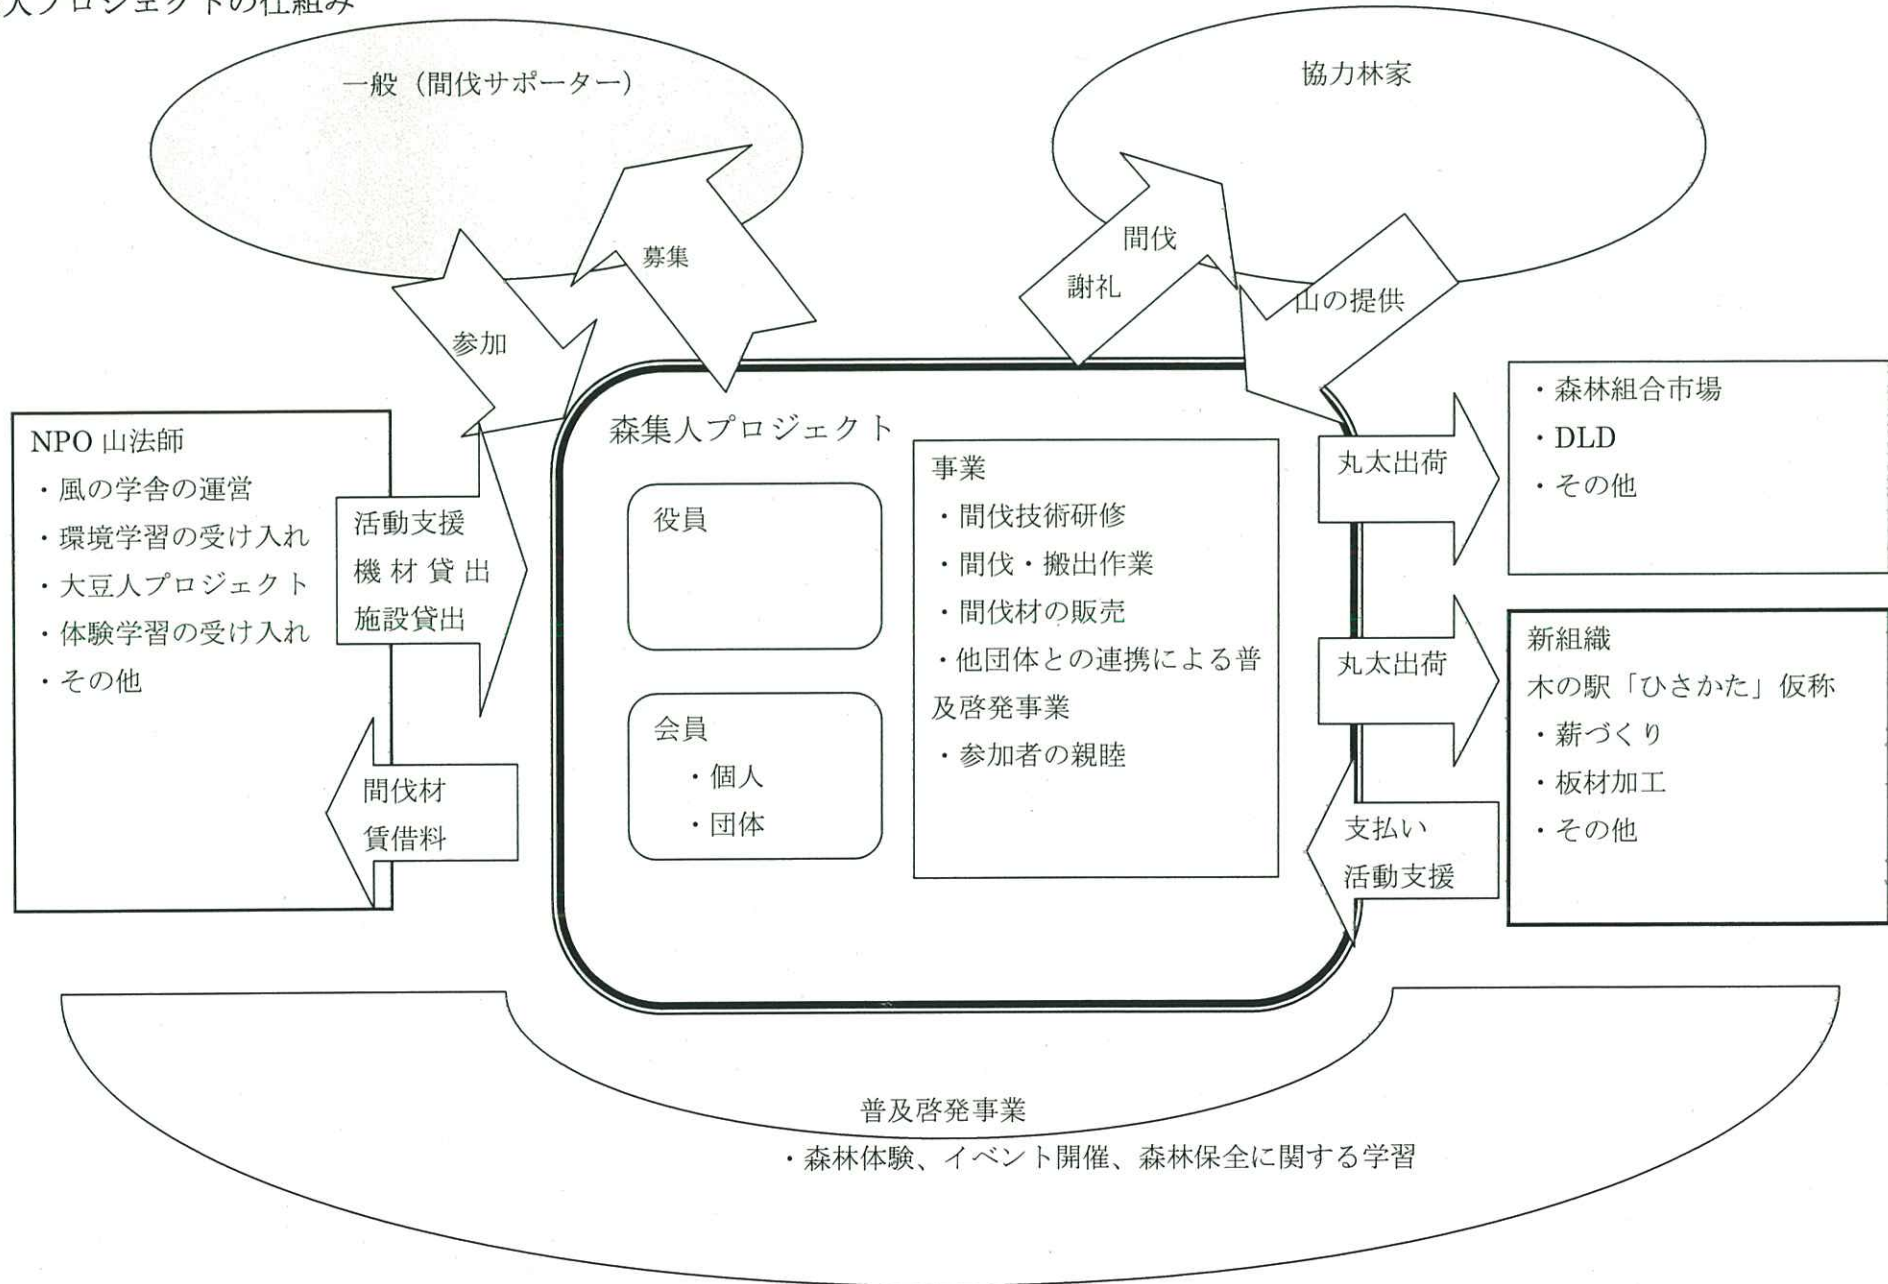 人プロジェクトの仕組み
一般（間伐サポーター）
協力林家
募集
参加
間伐
謝礼
山の提供
NPO 山法師
・風の学舎の運営
・環境学習の受け入れ
・大豆人プロジェクト
・体験学習の受け入れ
・その他
活動支援
機材貸出
施設貸出
間伐材
賃借料
森集人プロジェクト
役員
会員
・個人
・団体
事業
・間伐技術研修
・間伐・搬出作業
・間伐材の販売
・他団体との連携による普
及啓発事業
・参加者の親睦
丸太出荷
・森林組合市場
・DLD
・その他
丸太出荷
新組織
木の駅「ひさかた」仮称
・薪づくり
・板材加工
・その他
支払い
活動支援
普及啓発事業
・森林体験、イベント開催、森林保全に関する学習